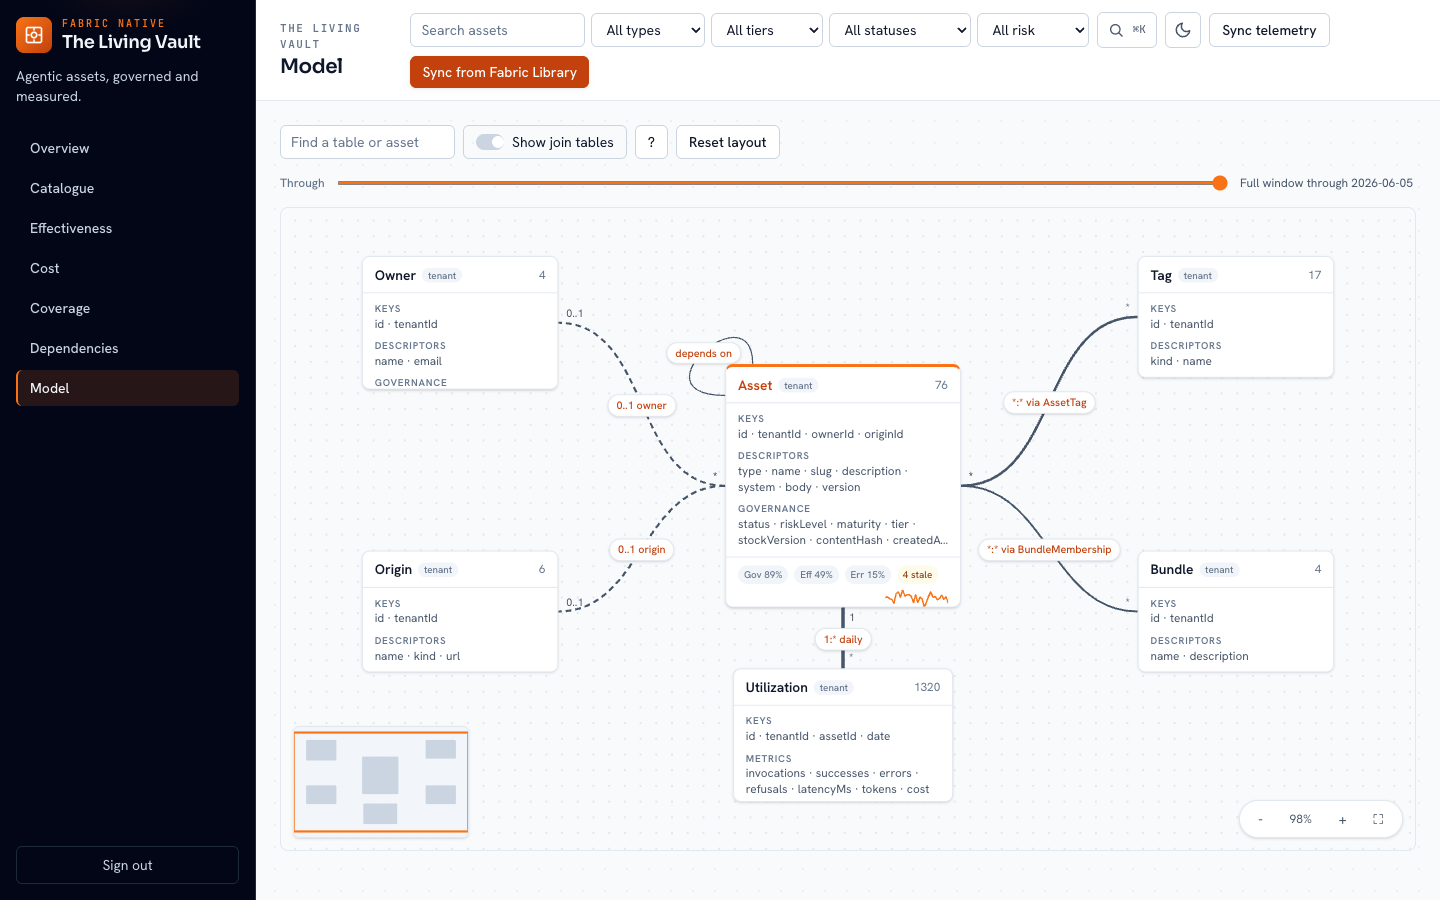 FABRIC NATIVE
The Living Vault
Agentic assets, governed and
measured.
Overview
Catalogue
Effectiveness
Cost
Coverage
Dependencies
Model
Sign out
THE LIVING
VAULT
Model
Search assets
All types
All tiers
All statuses
All risk
⌘K
Sync telemetry
Sync from Fabric Library
Find a table or asset
Show join tables
?
Reset layout
Through
Full window through 2026-06-05
Owner tenant 4
KEYS
id · tenantId
DESCRIPTORS
name · email
GOVERNANCE
0..1
0..1 owner
depends on
*
Asset tenant 76
KEYS
id · tenantId · ownerId · originId
DESCRIPTORS
type · name · slug · description ·
system · body · version
GOVERNANCE
status · riskLevel · maturity · tier ·
stockVersion · contentHash · createdA...
Gov 89% Eff 49% Err 15% 4 stale
*
Tag tenant 17
KEYS
id · tenantId
DESCRIPTORS
kind · name
*
*:* via AssetTag
Origin tenant 6
KEYS
id · tenantId
DESCRIPTORS
name · kind · url
0..1
0..1 origin
*:* via BundleMembership
*
Bundle tenant 4
KEYS
id · tenantId
DESCRIPTORS
name · description
1
1:* daily
*
Utilization tenant 1320
KEYS
id · tenantId · assetId · date
METRICS
invocations · successes · errors ·
refusals · latencyMs · tokens · cost
- 98% +